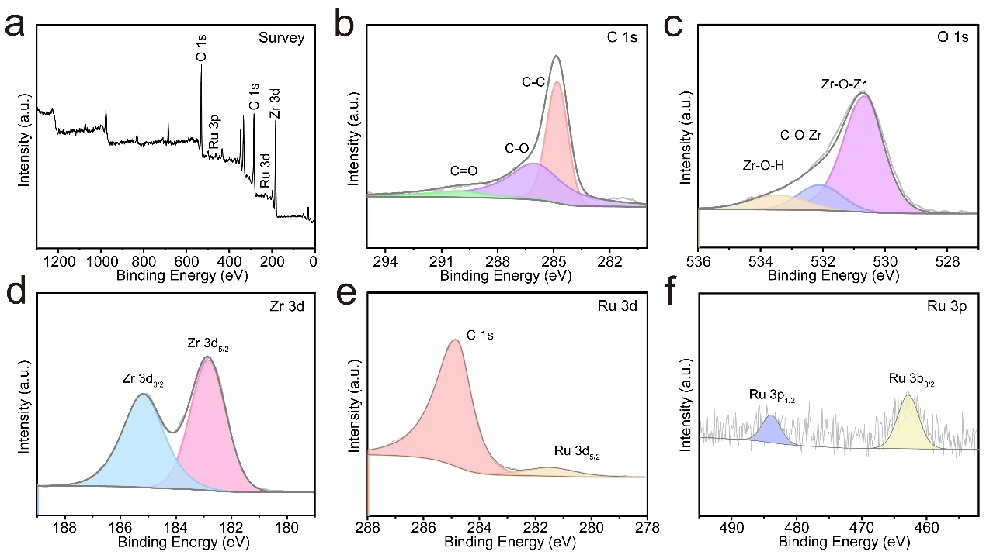 a
Survey
O 1s
Ru 3p
Ru 3d
C 1s
Zr 3d
Intensity (a.u.)
1200 1000 800 600 400 200 0
Binding Energy (eV)
b
C 1s
C-C
C-O
C=O
Intensity (a.u.)
294 291 288 285 282
Binding Energy (eV)
c
O 1s
Zr-O-Zr
C-O-Zr
Zr-O-H
Intensity (a.u.)
536 534 532 530 528
Binding Energy (eV)
d
Zr 3d
Zr 3d5/2
Zr 3d3/2
Intensity (a.u.)
188 186 184 182 180
Binding Energy (eV)
e
Ru 3d
C 1s
Ru 3d5/2
Intensity (a.u.)
288 286 284 282 280 278
Binding Energy (eV)
f
Ru 3p
Ru 3p3/2
Ru 3p1/2
Intensity (a.u.)
490 480 470 460
Binding Energy (eV)